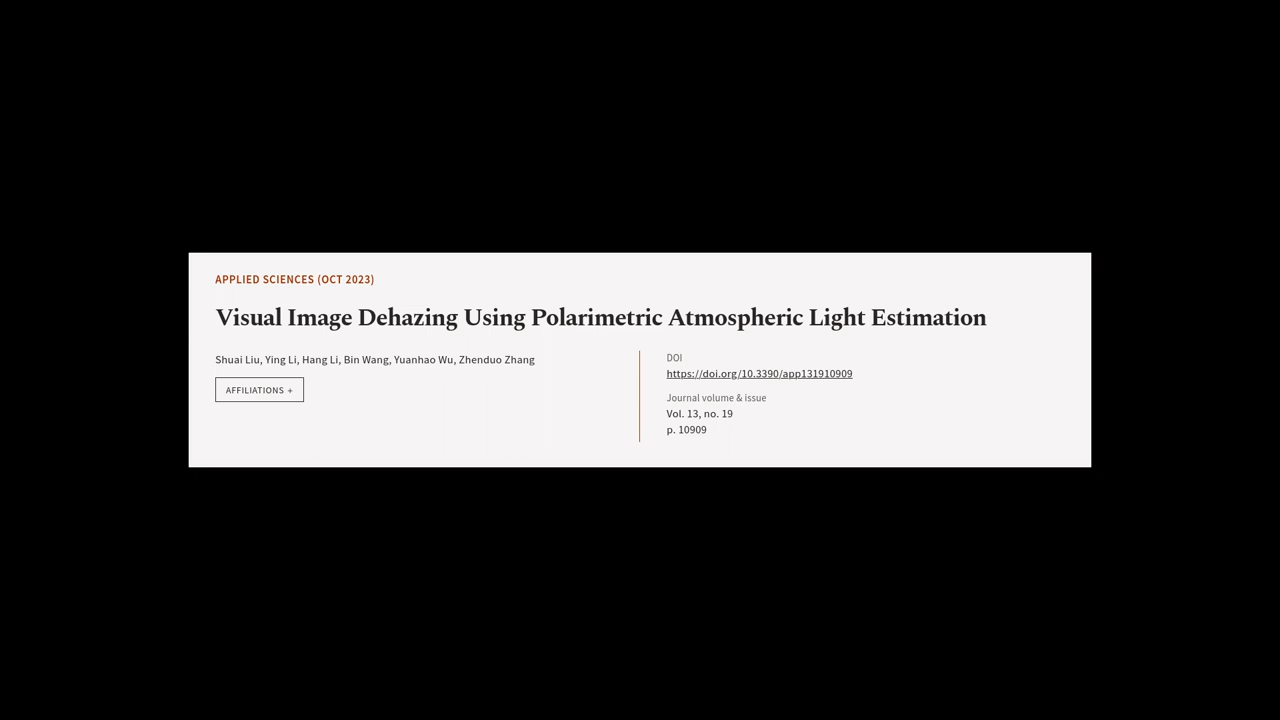 APPLIED SCIENCES (OCT 2023)
Visual Image Dehazing Using Polarimetric Atmospheric Light Estimation
Shuai Liu, Ying Li, Hang Li, Bin Wang, Yuanhao Wu, Zhenduo Zhang
AFFILIATIONS +
DOI
https://doi.org/10.3390/app131910909
Journal volume & issue
Vol. 13, no. 19
p. 10909